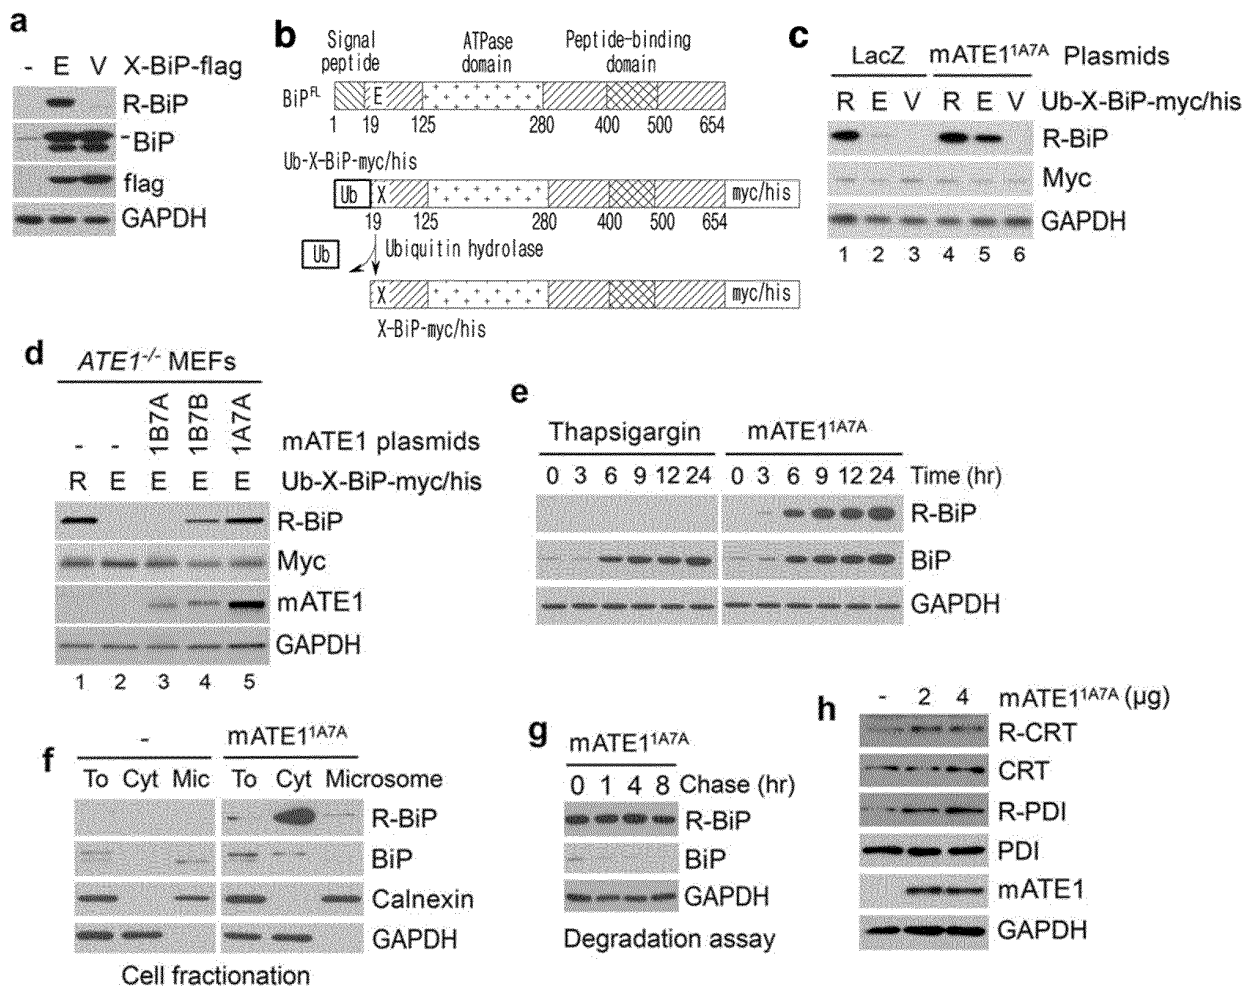 a
- E V X-BiP-flag
R-BiP
BiP
flag
GAPDH
b
Signal peptide
ATPase domain
Peptide-binding domain
BiP^FL
E
1 19 125 280 400 500 654
Ub-X-BiP-myc/his
Ub X myc/his
19 125 280 400 500 654
Ub
Ubiquitin hydrolase
X myc/his
X-BiP-myc/his
c
LacZ mATE1^1A7A Plasmids
R E V R E V Ub-X-BiP-myc/his
R-BiP
Myc
GAPDH
1 2 3 4 5 6
d
ATE1^-/- MEFs
- - 1B7A 1B7B 1A7A mATE1 plasmids
R E E E E Ub-X-BiP-myc/his
R-BiP
Myc
mATE1
GAPDH
1 2 3 4 5
e
Thapsigargin mATE1^1A7A
0 3 6 9 12 24 0 3 6 9 12 24 Time (hr)
R-BiP
BiP
GAPDH
f
- mATE1^1A7A
To Cyt Mic To Cyt Microsome
R-BiP
BiP
Calnexin
GAPDH
Cell fractionation
g
mATE1^1A7A
0 1 4 8 Chase (hr)
R-BiP
BiP
GAPDH
Degradation assay
h
- 2 4 mATE1^1A7A (µg)
R-CRT
CRT
R-PDI
PDI
mATE1
GAPDH